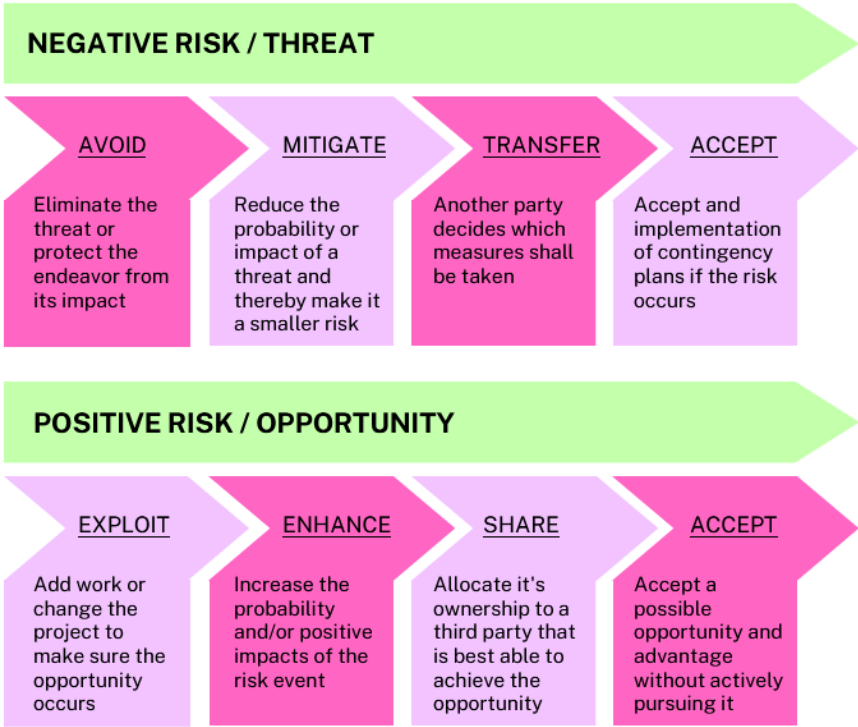 NEGATIVE RISK / THREAT
AVOID
Eliminate the
threat or
protect the
endeavor from
its impact
MITIGATE
Reduce the
probability or
impact of a
threat and
thereby make it
a smaller risk
TRANSFER
Another party
decides which
measures shall
be taken
ACCEPT
Accept and
implementation
of contingency
plans if the risk
occurs
POSITIVE RISK / OPPORTUNITY
EXPLOIT
Add work or
change the
project to
make sure the
opportunity
occurs
ENHANCE
Increase the
probability
and/or positive
impacts of the
risk event
SHARE
Allocate it's
ownership to a
third party that
is best able to
achieve the
opportunity
ACCEPT
Accept a
possible
opportunity and
advantage
without actively
pursuing it